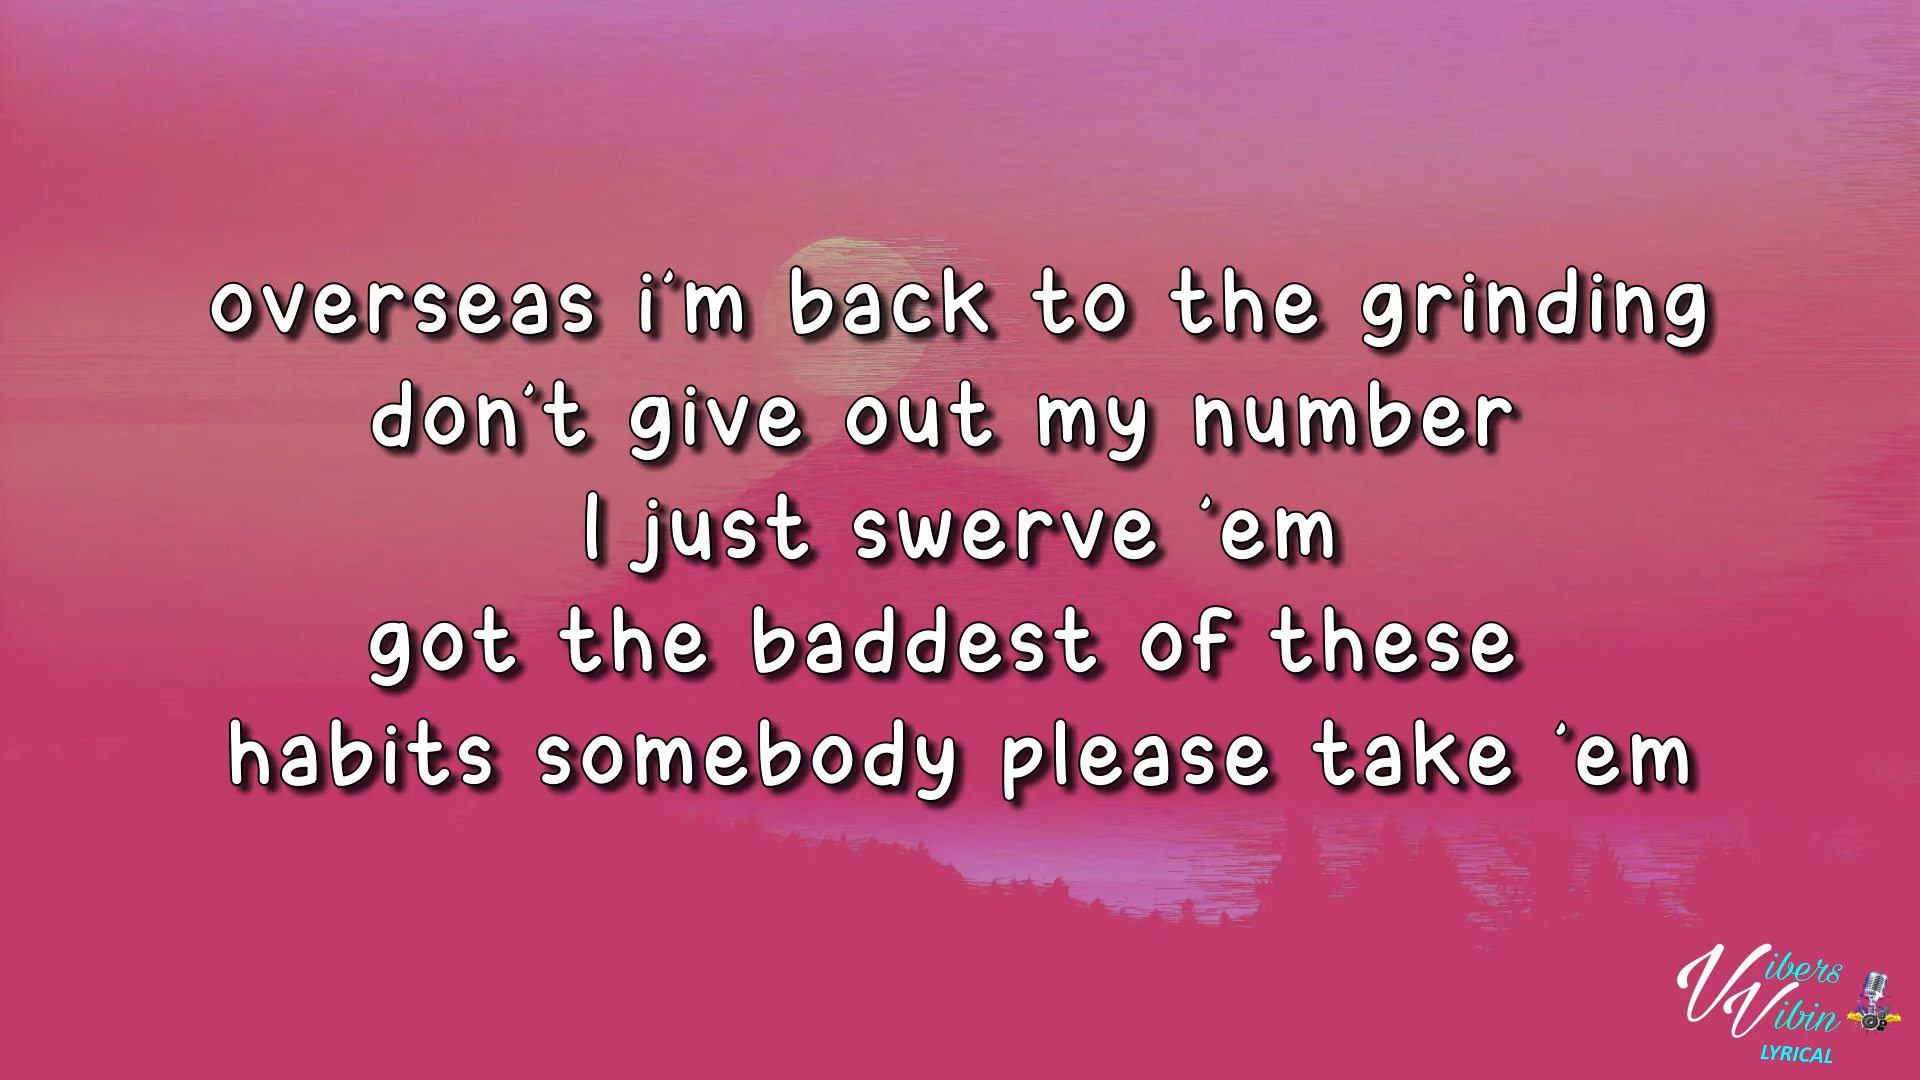 overseas i'm back to the grinding
don't give out my number
I just swerve 'em
got the baddest of these
habits somebody please take 'em
Vibers
Vibin
LYRICAL